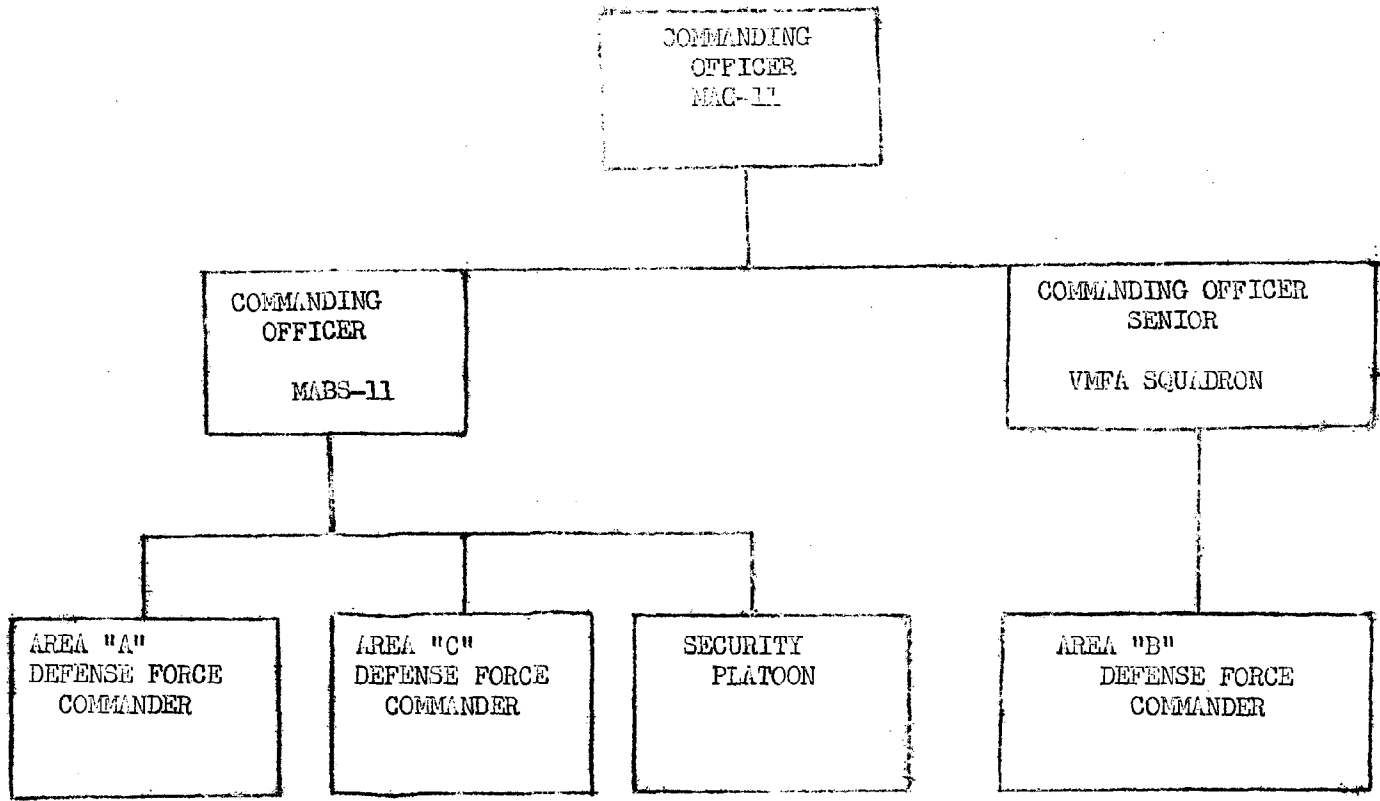 COMMANDING
OFFICER
MAG-11
COMMANDING
OFFICER
MABS-11
COMMANDING OFFICER
SENIOR
VMFA SQUADRON
AREA "A"
DEFENSE FORCE
COMMANDER
AREA "C"
DEFENSE FORCE
COMMANDER
SECURITY
PLATOON
AREA "B"
DEFENSE FORCE
COMMANDER